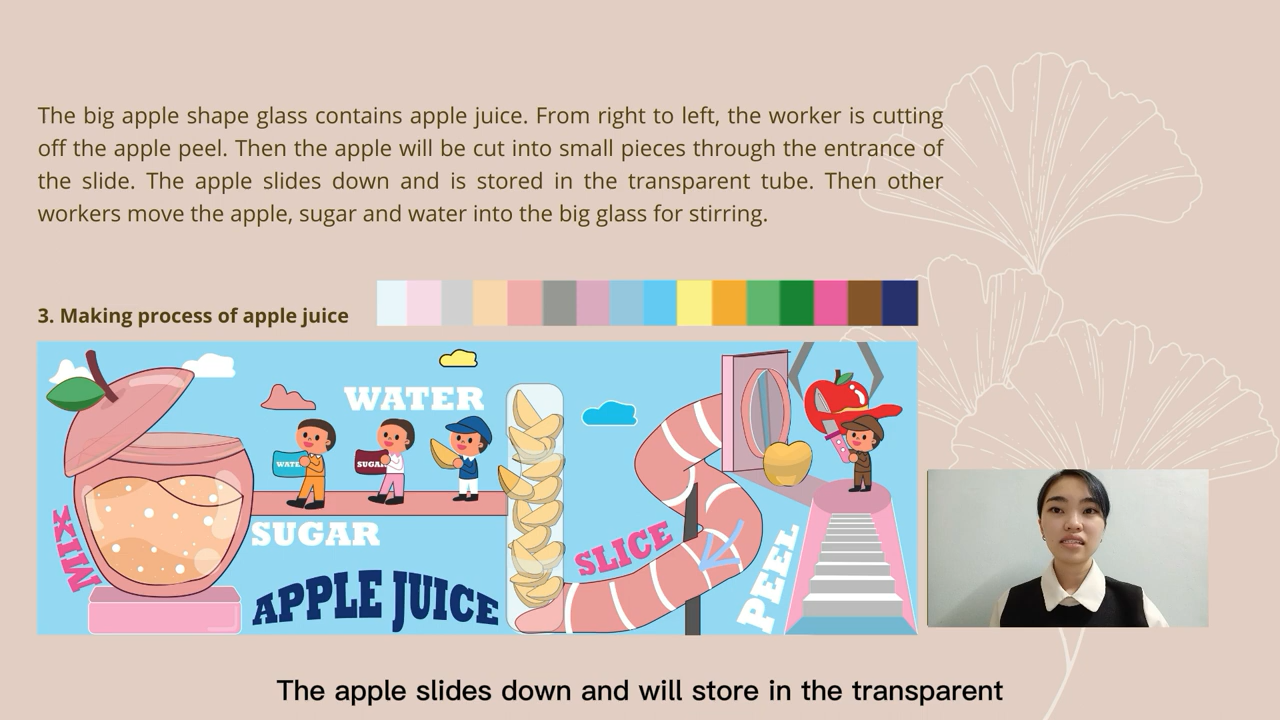 The big apple shape glass contains apple juice. From right to left, the worker is cutting
off the apple peel. Then the apple will be cut into small pieces through the entrance of
the slide. The apple slides down and is stored in the transparent tube. Then other
workers move the apple, sugar and water into the big glass for stirring.
3. Making process of apple juice
WATER
WATE
SUGAR
SUGAR
MIX
SLICE
PEEL
APPLE JUICE
The apple slides down and will store in the transparent